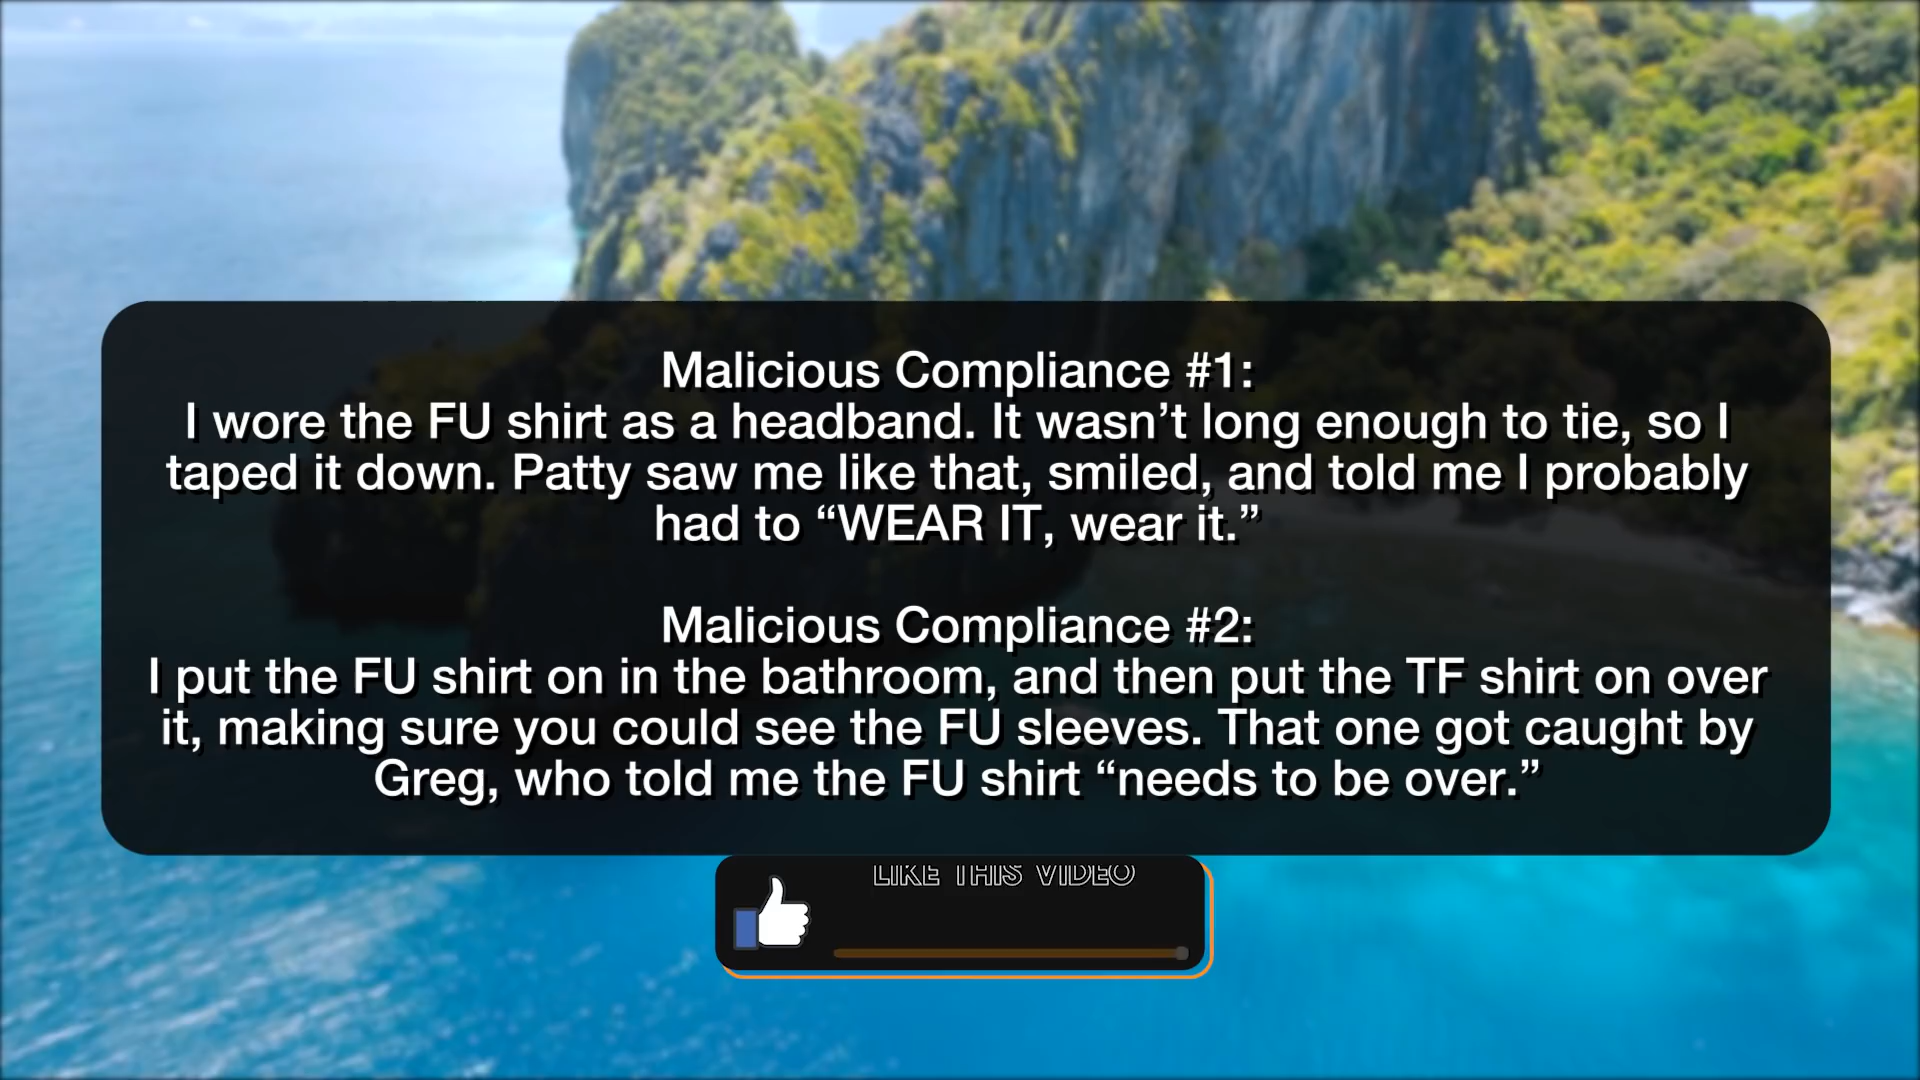 Malicious Compliance #1:
I wore the FU shirt as a headband. It wasn’t long enough to tie, so I
taped it down. Patty saw me like that, smiled, and told me I probably
had to “WEAR IT, wear it.”
Malicious Compliance #2:
I put the FU shirt on in the bathroom, and then put the TF shirt on over
it, making sure you could see the FU sleeves. That one got caught by
Greg, who told me the FU shirt “needs to be over.”
LIKE THIS VIDEO